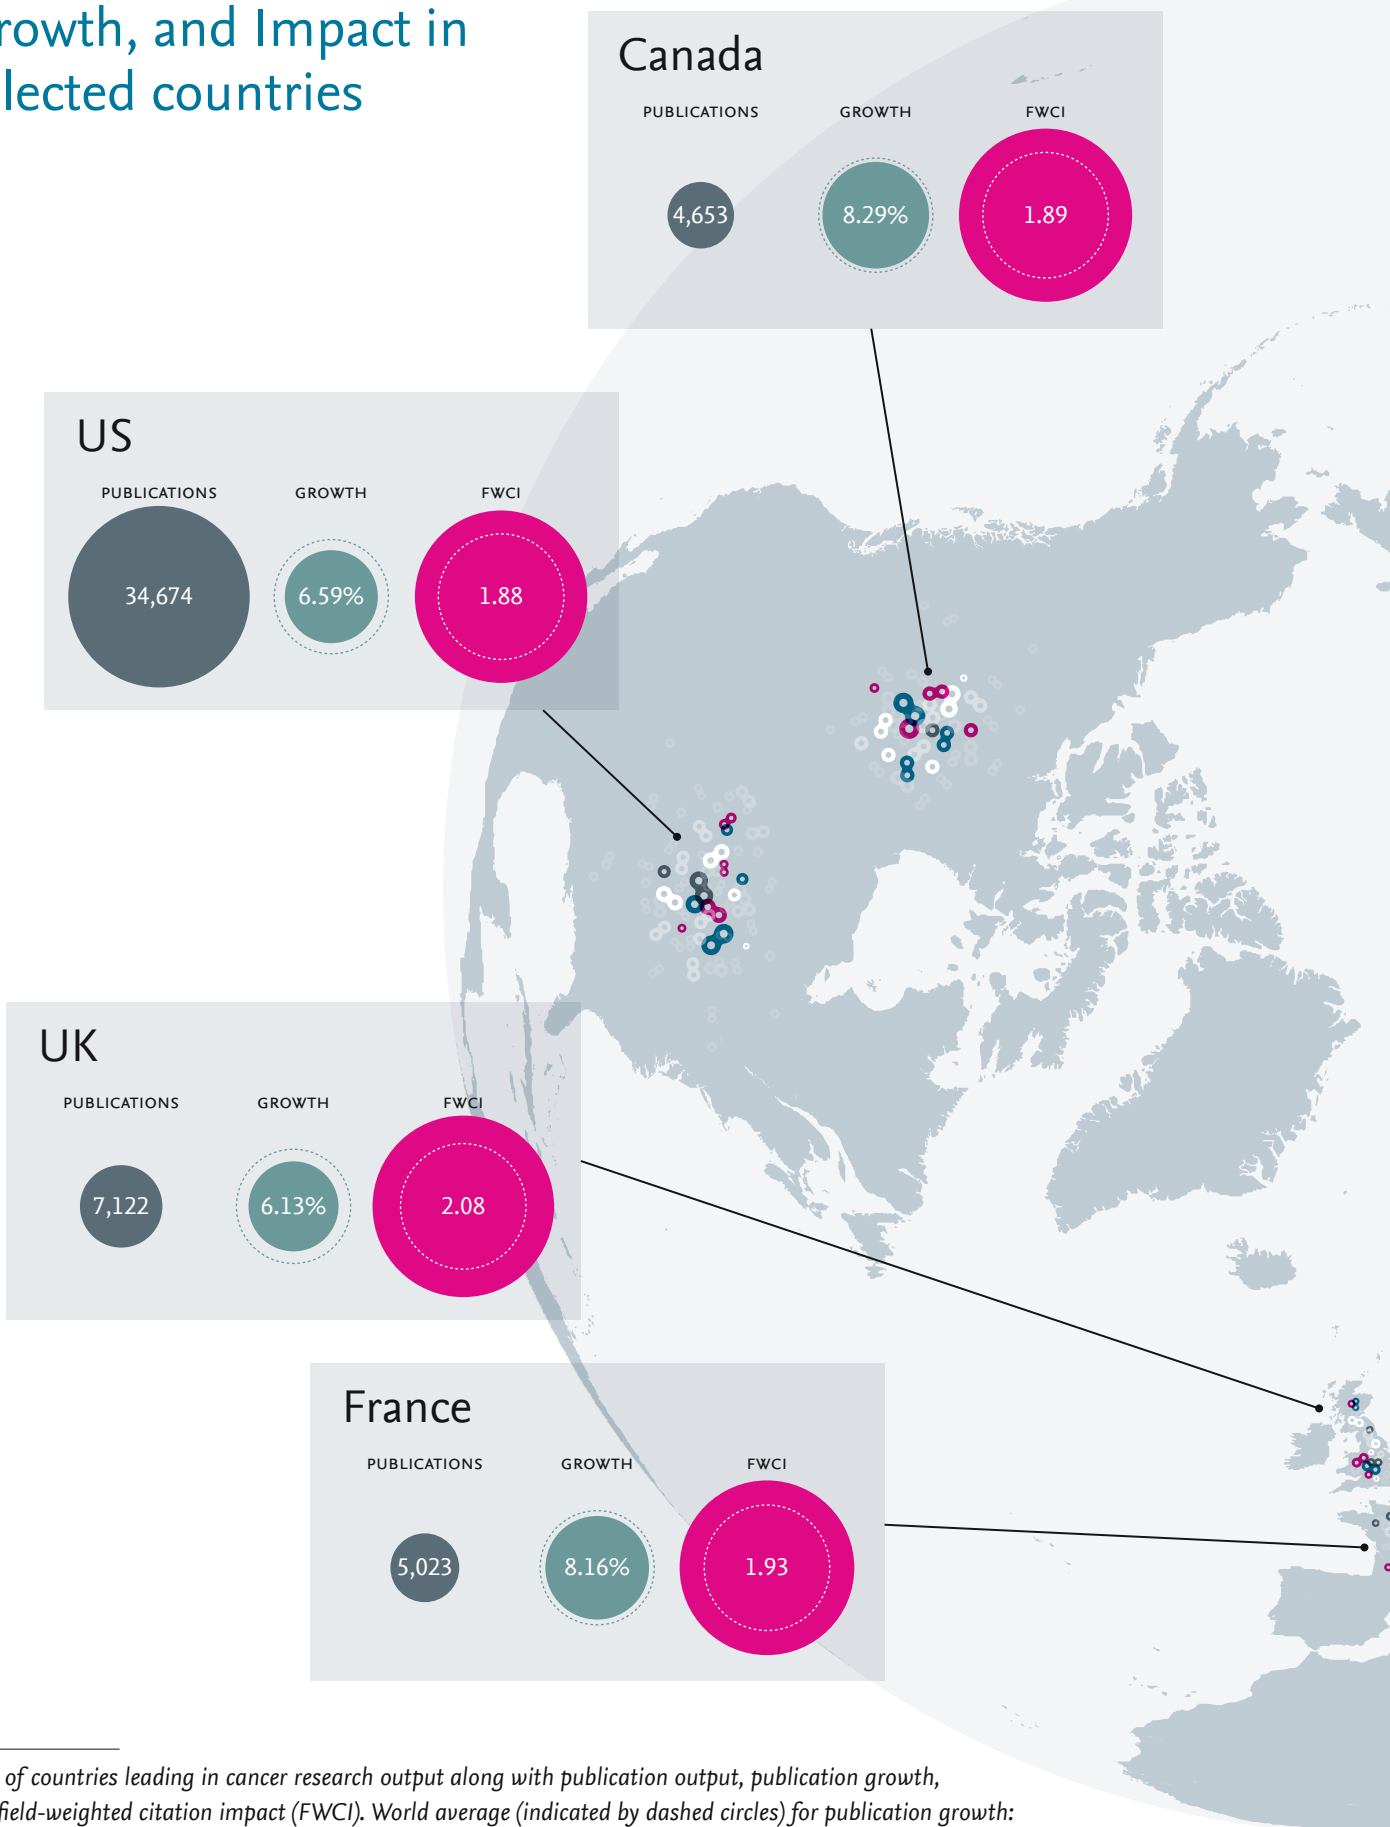 rowth, and Impact in
lected countries
Canada
PUBLICATIONS GROWTH FWCI
4,653 8.29% 1.89
US
PUBLICATIONS GROWTH FWCI
34,674 6.59% 1.88
UK
PUBLICATIONS GROWTH FWCI
7,122 6.13% 2.08
France
PUBLICATIONS GROWTH FWCI
5,023 8.16% 1.93
of countries leading in cancer research output along with publication output, publication growth,
field-weighted citation impact (FWCI). World average (indicated by dashed circles) for publication growth: